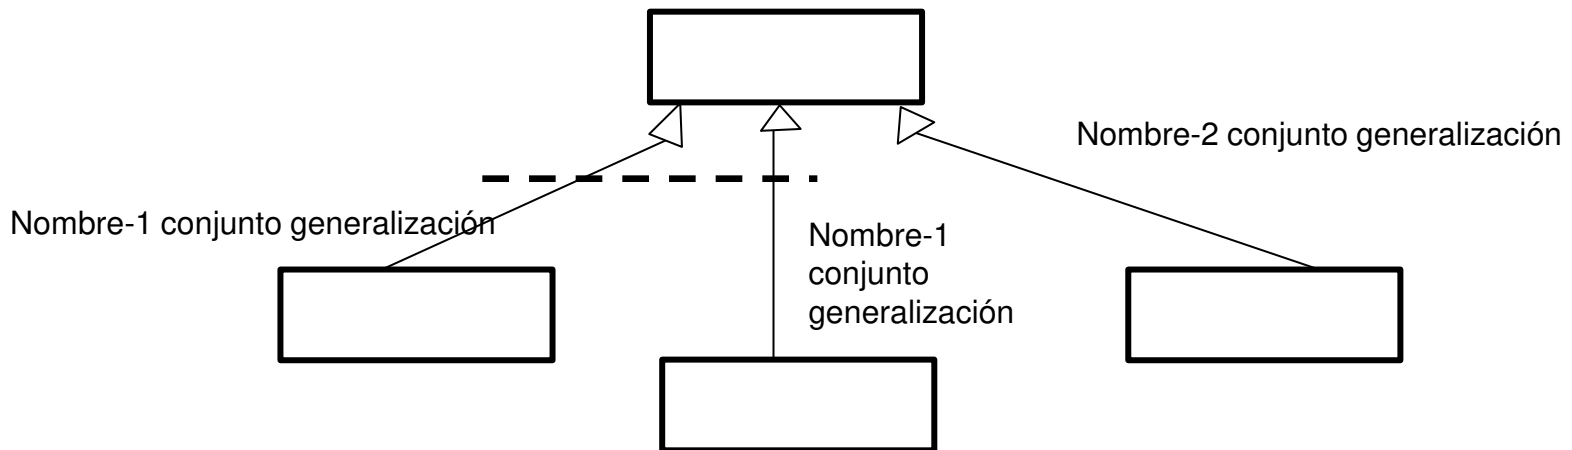 Nombre-2 conjunto generalización
Nombre-1 conjunto generalización
Nombre-1
conjunto
generalización